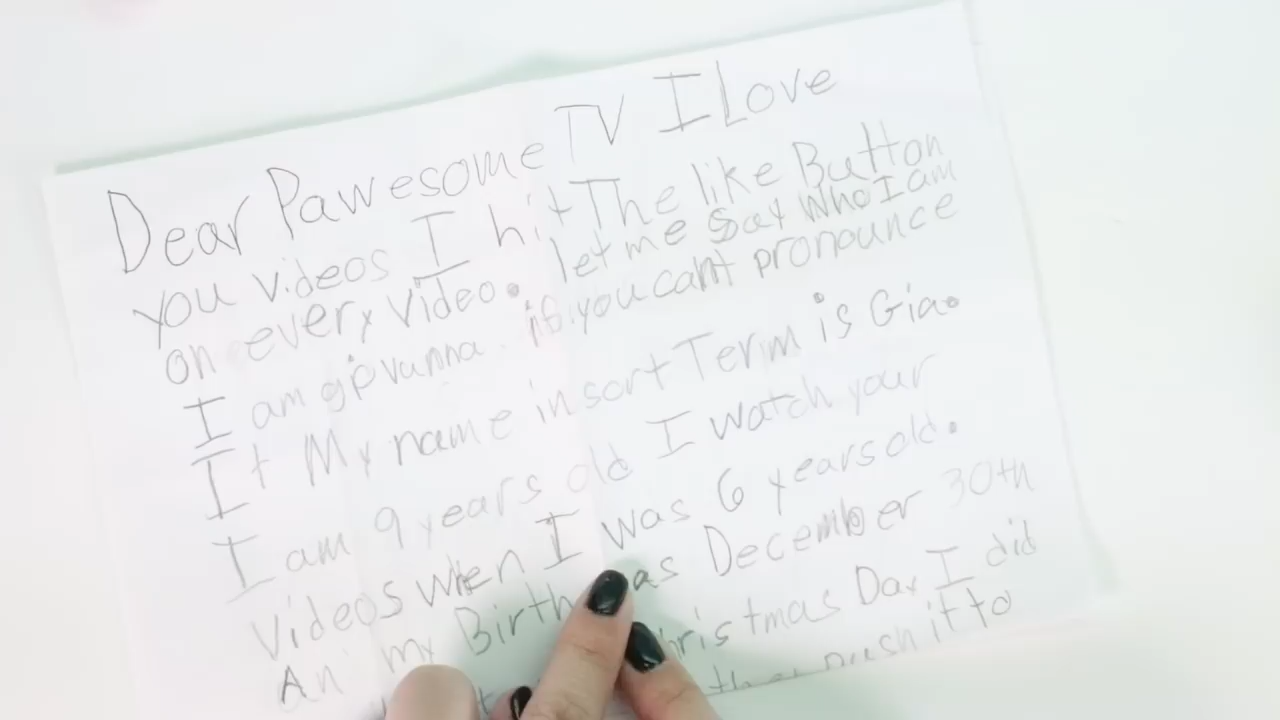 Dear Pawesome TV I Love
you videos I hit The like Button
on every video. let me Say Who I am
I am giovanna. if you cant pronounce
It My name in sort Term is Gia.
I am 9 years old I watch your
Videos when I was 6 years old.
An my Birth as December 30th
hristmas Day I did
push it to